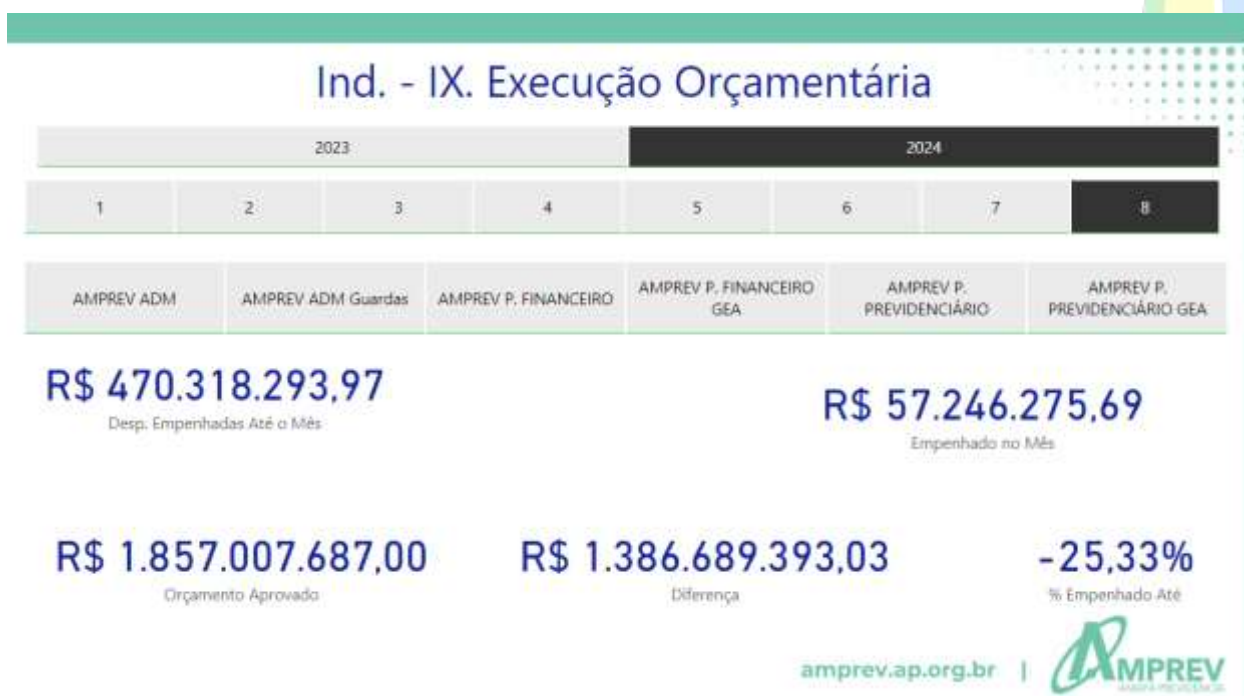 Ind. - IX. Execução Orçamentária
2023 2024
1 2 3 4 5 6 7 8
AMPREV ADM
AMPREV ADM Guardas
AMPREV P. FINANCEIRO
AMPREV P. FINANCEIRO
GEA
AMPREV P.
PREVIDENCIÁRIO
AMPREV P.
PREVIDENCIÁRIO GEA
R$ 470.318.293,97
Desp. Empenhadas Até o Mês
R$ 57.246.275,69
Empenhado no Mês
R$ 1.857.007.687,00
Orçamento Aprovado
R$ 1.386.689.393,03
Diferença
-25,33%
% Empenhado Até
amprev.ap.org.br |
AMPREV